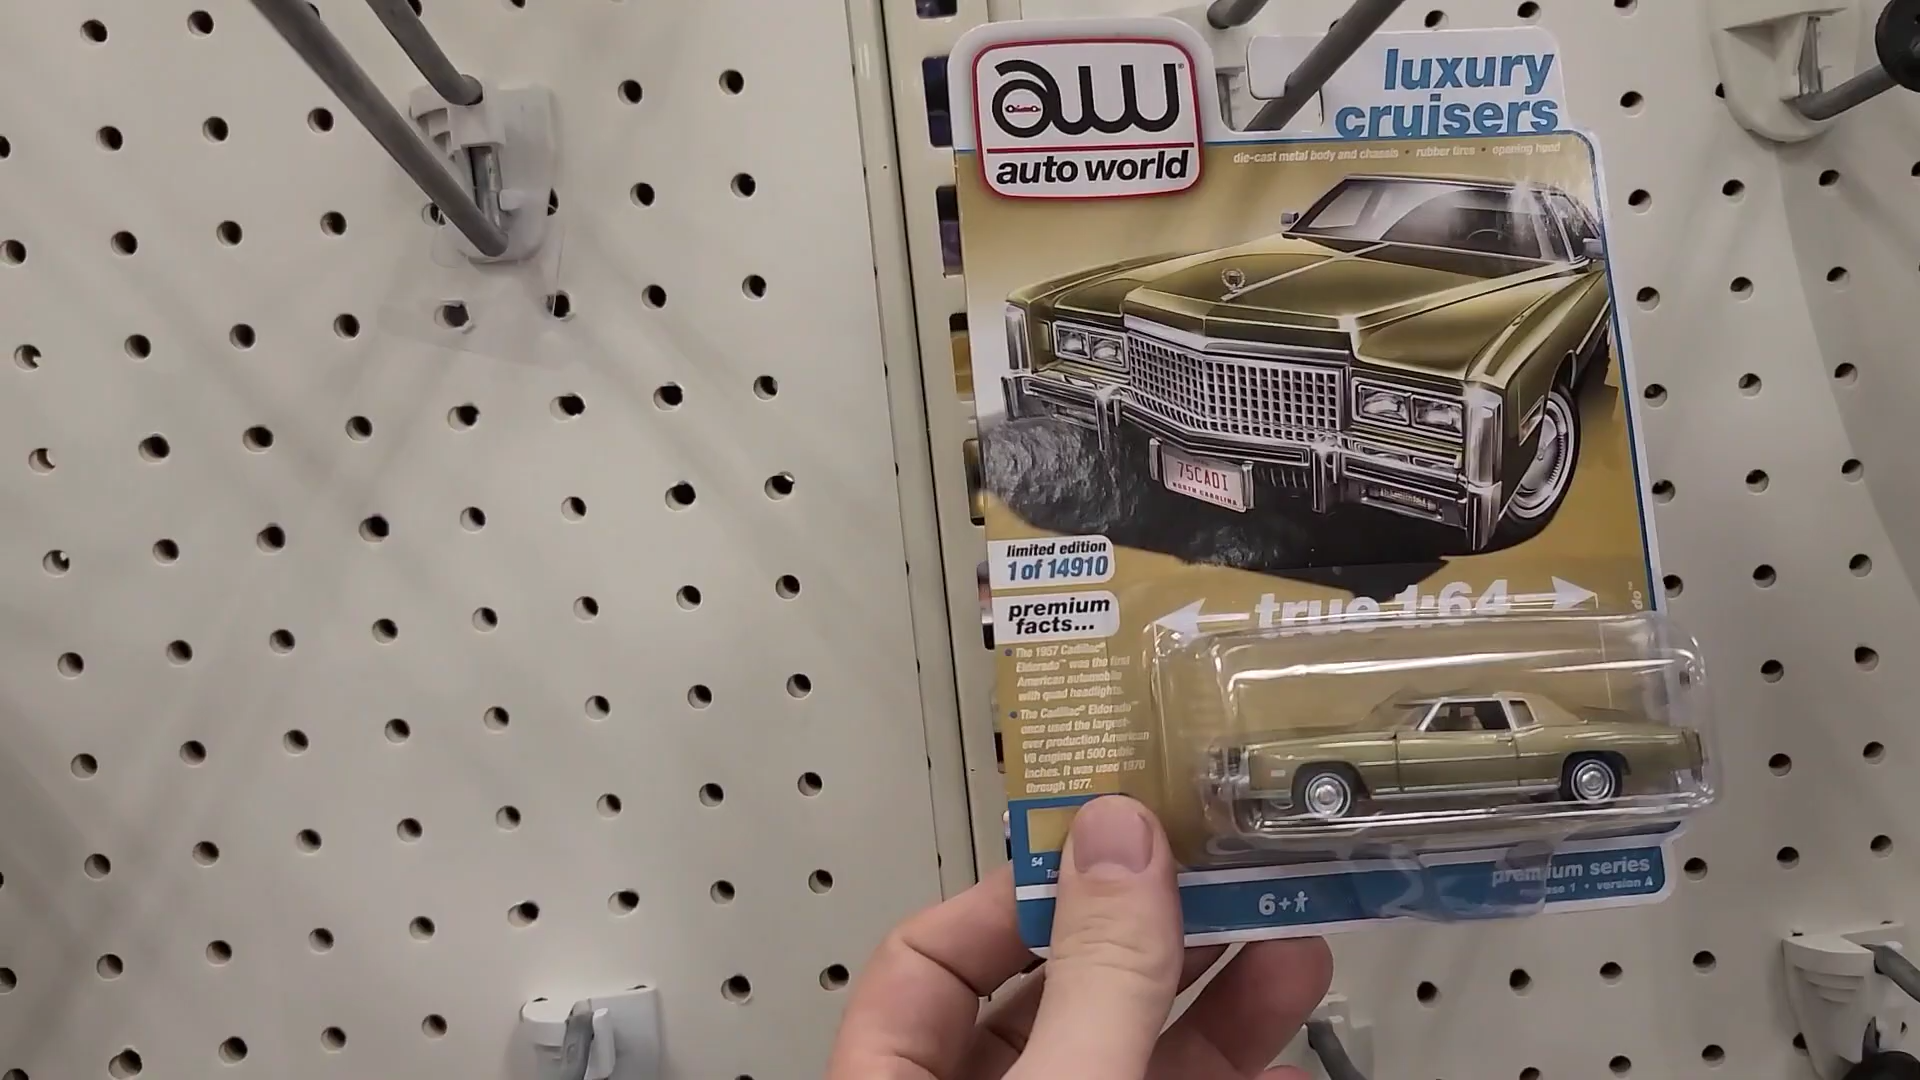 aw®
auto world
luxury
cruisers
die-cast metal body and chassis • rubber tires • opening hood
75CADI
NORTH CAROLINA
limited edition
1 of 14910
true 1:64
premium
facts...
• The 1957 Cadillac®
Eldorado™ was the first
American automobile
with quad headlights.
• The Cadillac® Eldorado™
once used the largest-
ever production American
V8 engine at 500 cubic
inches. It was used 1970
through 1977.
54
6+
premium series
1 • version A